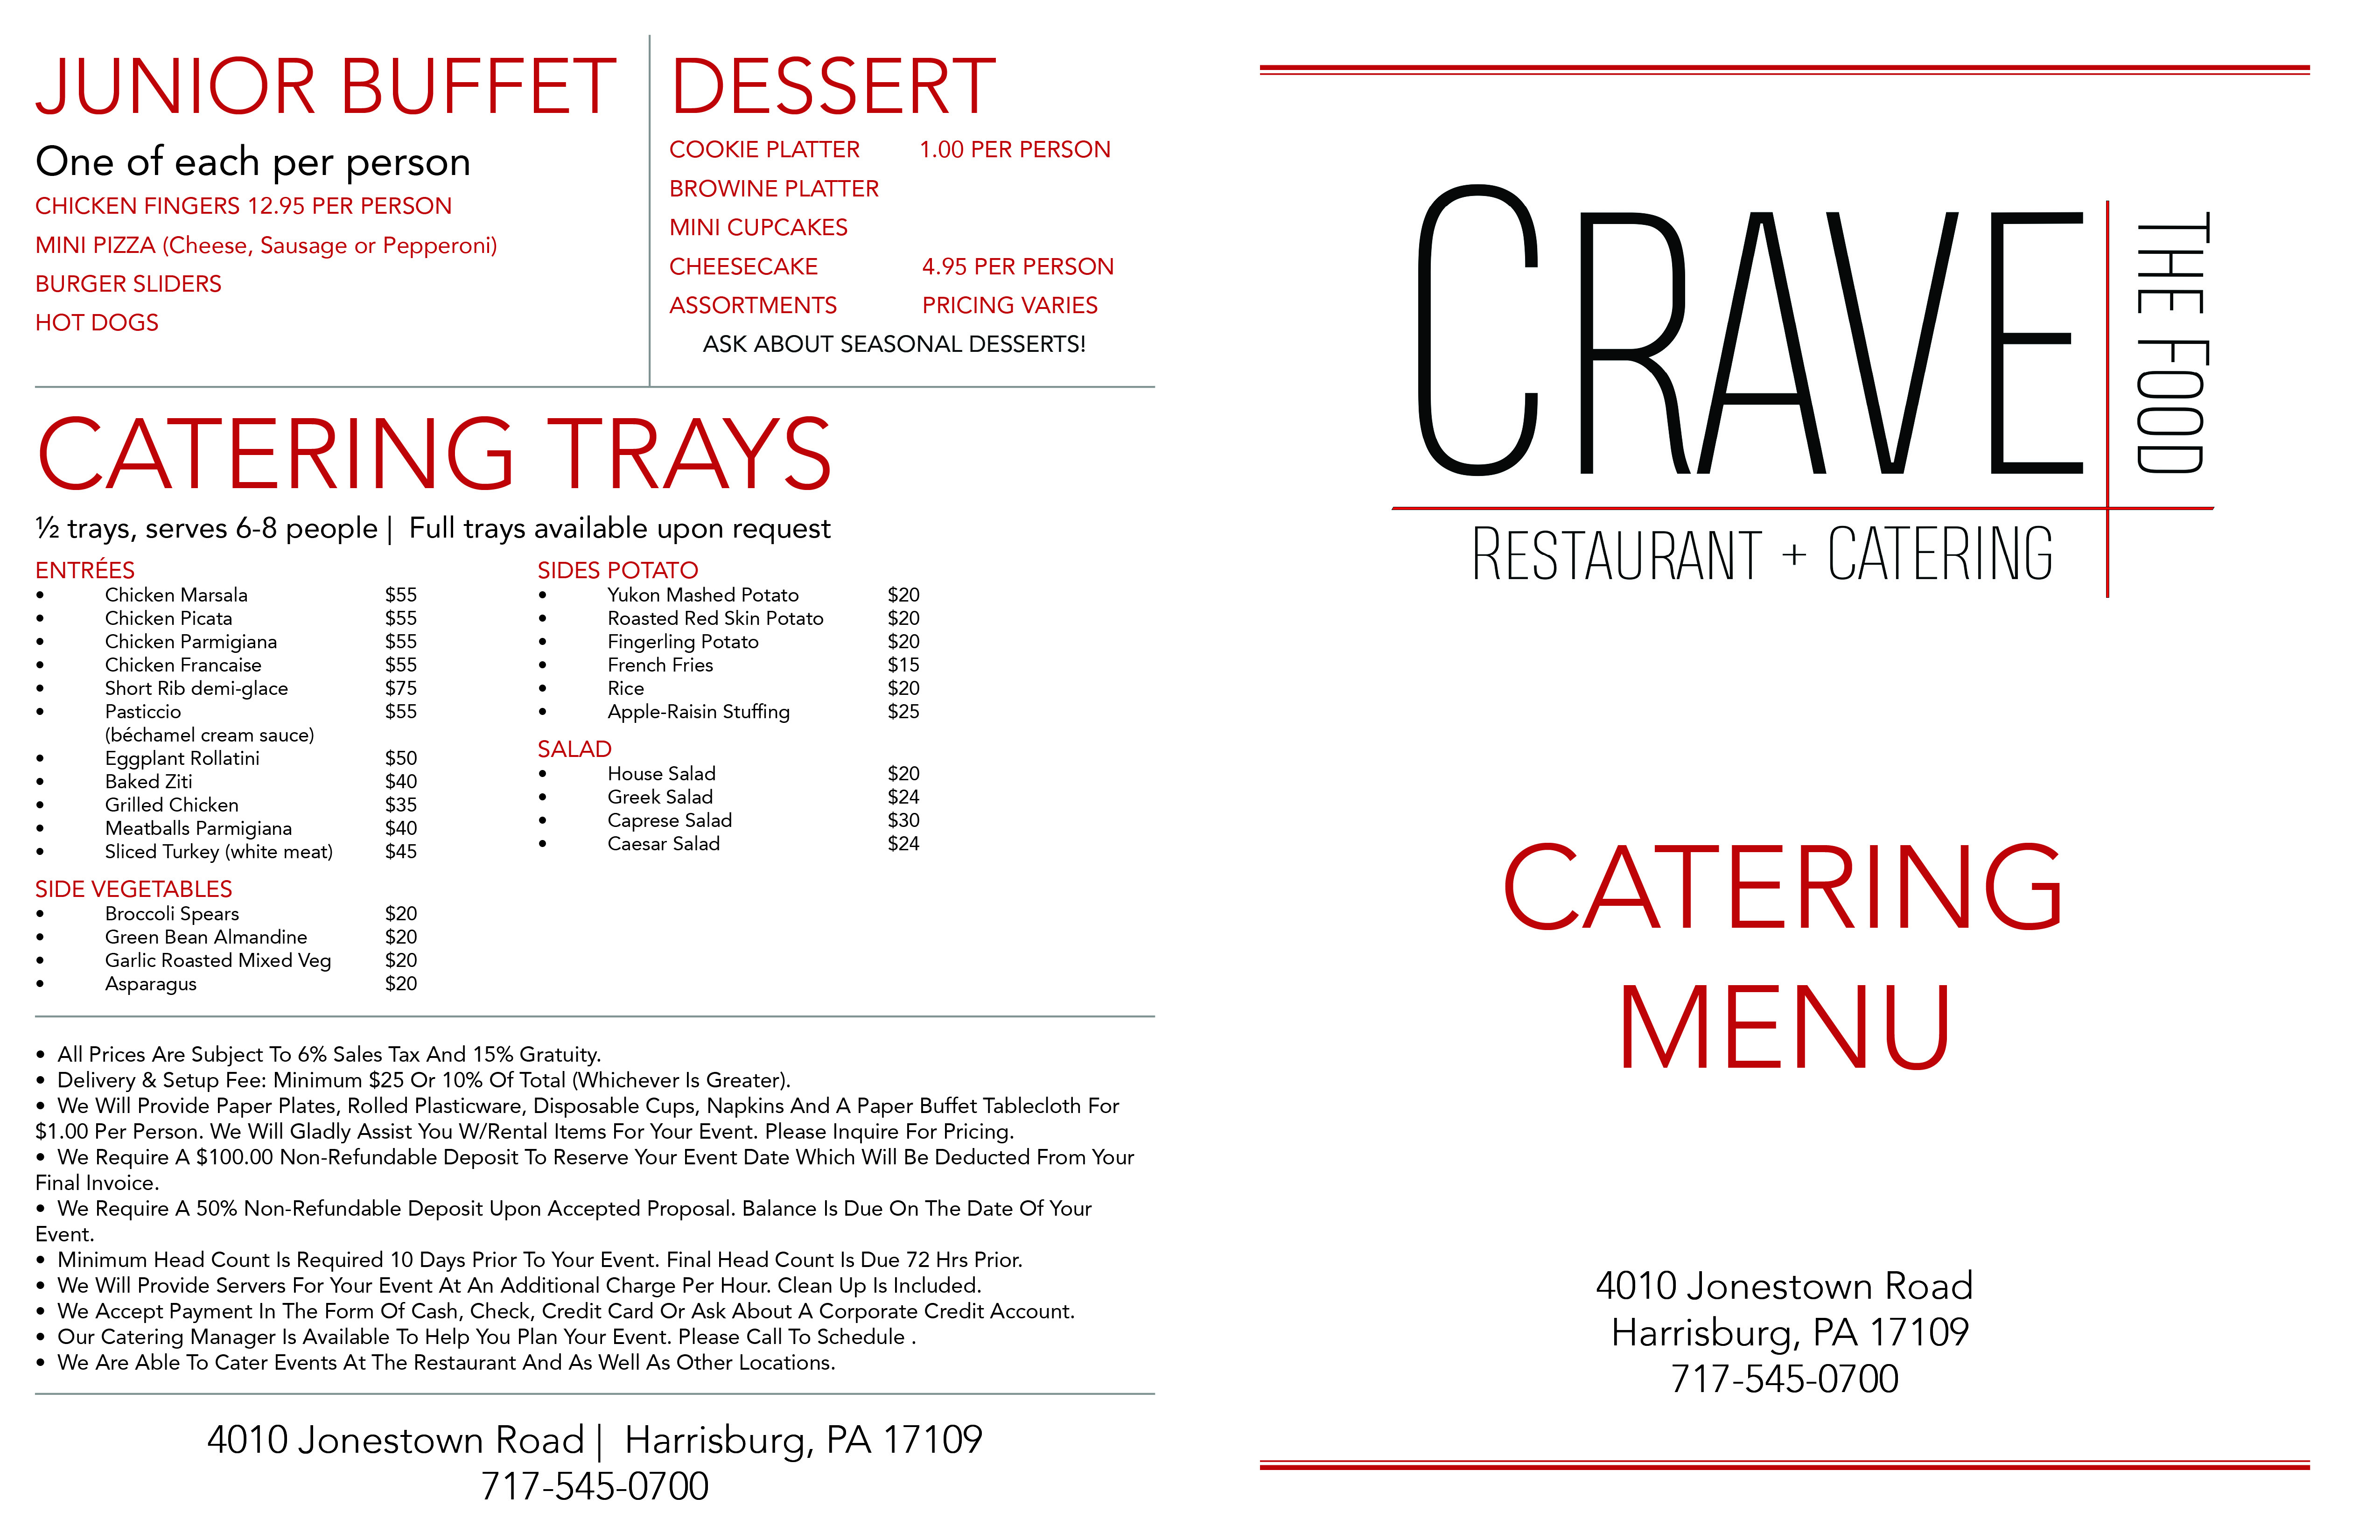 JUNIOR BUFFET
One of each per person
CHICKEN FINGERS 12.95 PER PERSON
MINI PIZZA (Cheese, Sausage or Pepperoni)
BURGER SLIDERS
HOT DOGS
DESSERT
COOKIE PLATTER 1.00 PER PERSON
BROWINE PLATTER
MINI CUPCAKES
CHEESECAKE 4.95 PER PERSON
ASSORTMENTS PRICING VARIES
ASK ABOUT SEASONAL DESSERTS!
CATERING TRAYS
½ trays, serves 6-8 people | Full trays available upon request
ENTRÉES
• Chicken Marsala $55
• Chicken Picata $55
• Chicken Parmigiana $55
• Chicken Francaise $55
• Short Rib demi-glace $75
• Pasticcio $55
(béchamel cream sauce)
• Eggplant Rollatini $50
• Baked Ziti $40
• Grilled Chicken $35
• Meatballs Parmigiana $40
• Sliced Turkey (white meat) $45
SIDE VEGETABLES
• Broccoli Spears $20
• Green Bean Almandine $20
• Garlic Roasted Mixed Veg $20
• Asparagus $20
SIDES POTATO
• Yukon Mashed Potato $20
• Roasted Red Skin Potato $20
• Fingerling Potato $20
• French Fries $15
• Rice $20
• Apple-Raisin Stuffing $25
SALAD
• House Salad $20
• Greek Salad $24
• Caprese Salad $30
• Caesar Salad $24
• All Prices Are Subject To 6% Sales Tax And 15% Gratuity.
• Delivery & Setup Fee: Minimum $25 Or 10% Of Total (Whichever Is Greater).
• We Will Provide Paper Plates, Rolled Plasticware, Disposable Cups, Napkins And A Paper Buffet Tablecloth For
$1.00 Per Person. We Will Gladly Assist You W/Rental Items For Your Event. Please Inquire For Pricing.
• We Require A $100.00 Non-Refundable Deposit To Reserve Your Event Date Which Will Be Deducted From Your
Final Invoice.
• We Require A 50% Non-Refundable Deposit Upon Accepted Proposal. Balance Is Due On The Date Of Your
Event.
• Minimum Head Count Is Required 10 Days Prior To Your Event. Final Head Count Is Due 72 Hrs Prior.
• We Will Provide Servers For Your Event At An Additional Charge Per Hour. Clean Up Is Included.
• We Accept Payment In The Form Of Cash, Check, Credit Card Or Ask About A Corporate Credit Account.
• Our Catering Manager Is Available To Help You Plan Your Event. Please Call To Schedule .
• We Are Able To Cater Events At The Restaurant And As Well As Other Locations.
4010 Jonestown Road | Harrisburg, PA 17109
717-545-0700
CRAVE
THE FOOD
RESTAURANT + CATERING
CATERING
MENU
4010 Jonestown Road
Harrisburg, PA 17109
717-545-0700